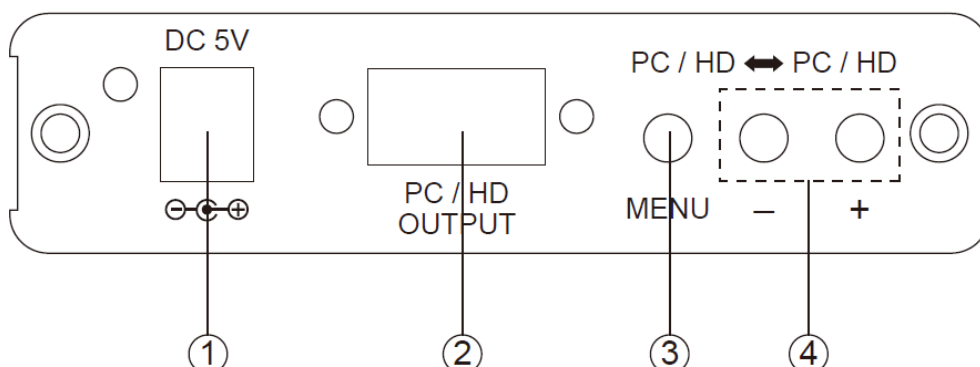 DC 5V
PC / HD ⬌ PC / HD
PC / HD
OUTPUT
MENU – +
⊖ ⊕
① ② ③ ④